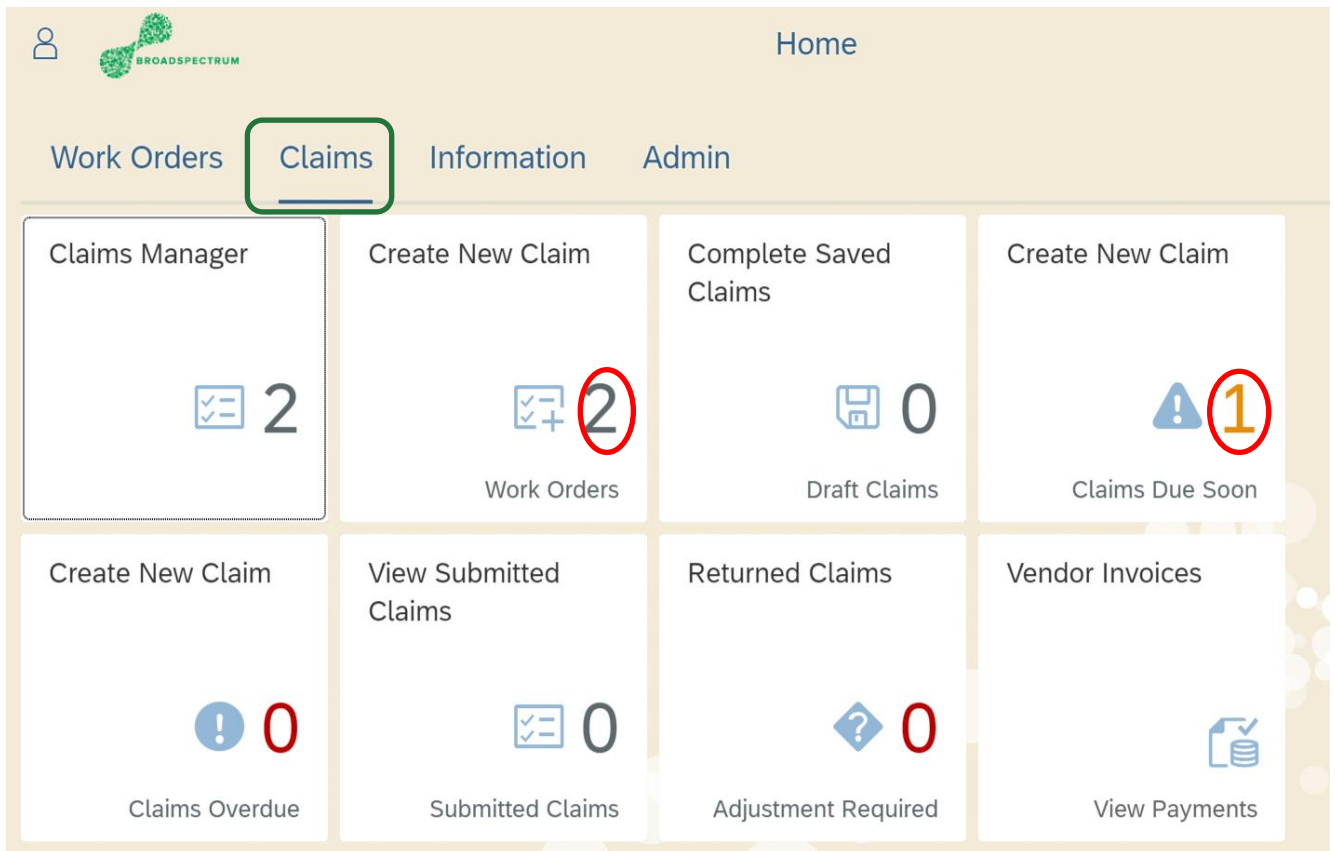 BROADSPECTRUM
Home
Work Orders Claims Information Admin
Claims Manager
2
Create New Claim
2
Work Orders
Complete Saved
Claims
0
Draft Claims
Create New Claim
1
Claims Due Soon
Create New Claim
0
Claims Overdue
View Submitted
Claims
0
Submitted Claims
Returned Claims
0
Adjustment Required
Vendor Invoices
View Payments